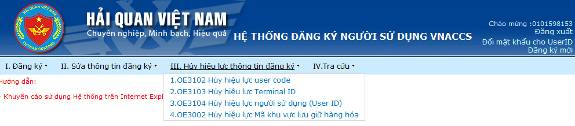 HẢI QUAN VIỆT NAM
Chuyên nghiệp, Minh bạch, Hiệu quả
HỆ THỐNG ĐĂNG KÝ NGƯỜI SỬ DỤNG VNACCS
Chào mừng :0101598153
Đăng xuất
Đổi mật khẩu cho UserID
Đăng ký mới
I. Đăng ký II. Sửa thông tin đăng ký III. Hủy hiệu lực thông tin đăng ký IV.Tra cứu
ướng dẫn:
Khuyến cáo sử dụng Hệ thống trên Internet Expl
1.OE3102 Hủy hiệu lực user code
2.OE3103 Hủy hiệu lực Terminal ID
3.OE3104 Hủy hiệu lực người sử dụng (User ID)
4.OE3002 Hủy hiệu lực Mã khu vực lưu giữ hàng hóa